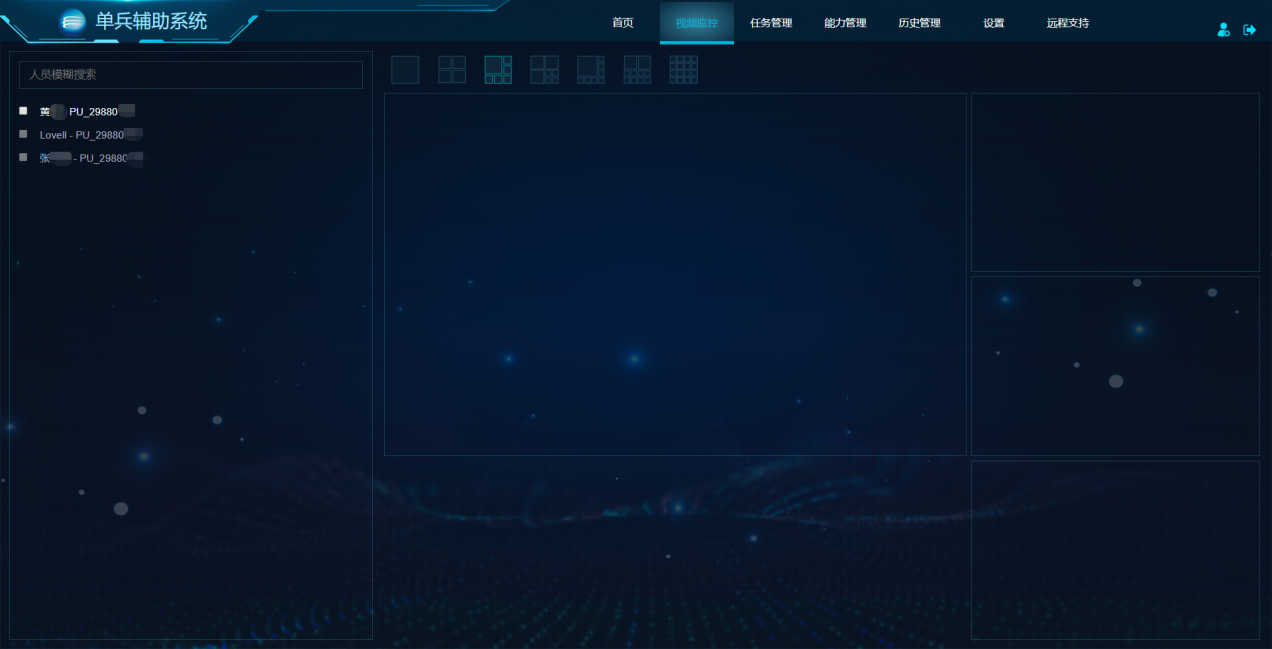 单兵辅助系统
首页 视频监控 任务管理 能力管理 历史管理 设置 远程支持
人员模糊搜索
黄 PU_29880
Lovell - PU_29880
张 - PU_29880